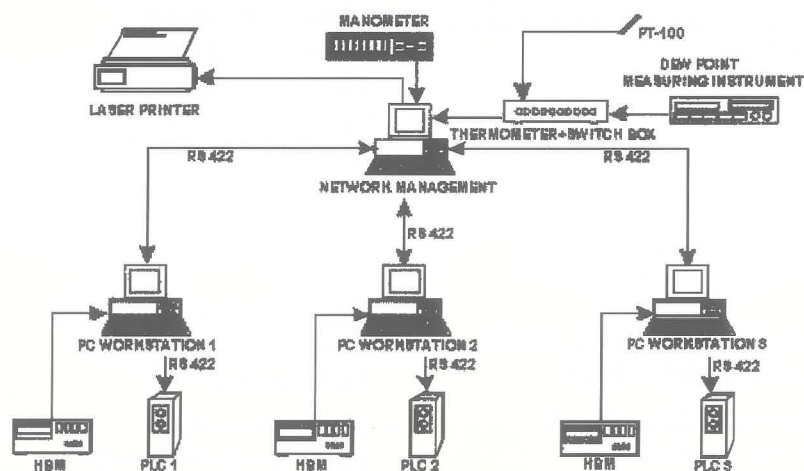 MANOMETER
PT-100
DEW POINT
MEASURING INSTRUMENT
LASER PRINTER
THERMOMETER+SWITCH BOX
RS 422
RS 422
NETWORK MANAGEMENT
RS 422
PC WORKSTATION 1
PC WORKSTATION 2
PC WORKSTATION 3
RS 422
RS 422
RS 422
HBM
PLC 1
HBM
PLC 2
HBM
PLC 3